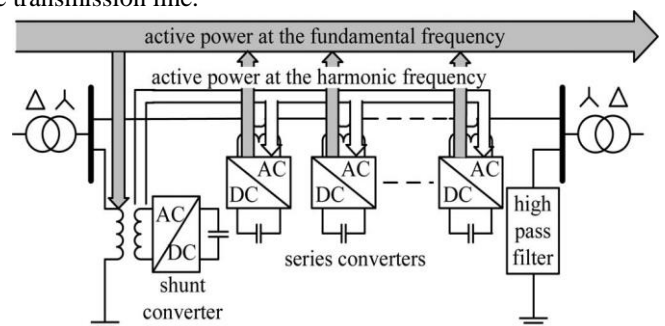 e transmission line.
active power at the fundamental frequency
active power at the harmonic frequency
AC
DC
AC
DC
AC
DC
AC
DC
high
pass
filter
series converters
shunt
converter